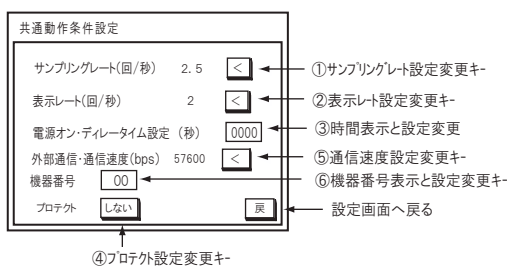 共通動作条件設定
サンプリングレート(回/秒) 2.5 < ①サンプリングレート設定変更キー
表示レート(回/秒) 2 < ②表示レート設定変更キー
電源オン・ディレータイム設定 (秒) 0000 ③時間表示と設定変更
外部通信・通信速度(bps) 57600 < ⑤通信速度設定変更キー
機器番号 00 ⑥機器番号表示と設定変更キー
プロテクト しない 戻 設定画面へ戻る
④プロテクト設定変更キー